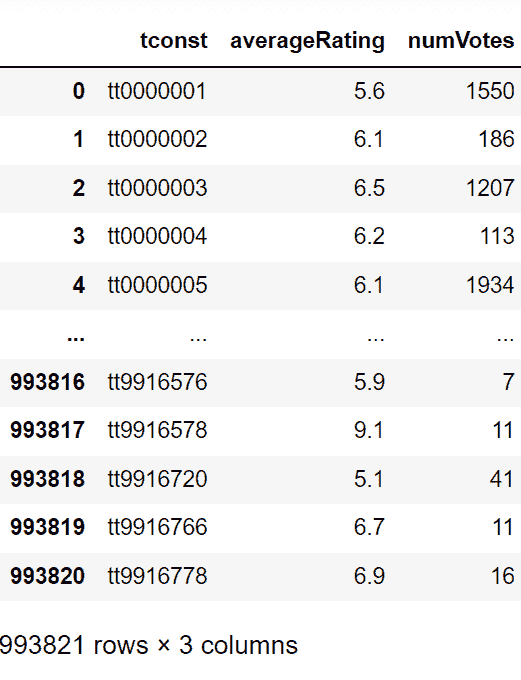 tconst averageRating numVotes
0 tt0000001 5.6 1550
1 tt0000002 6.1 186
2 tt0000003 6.5 1207
3 tt0000004 6.2 113
4 tt0000005 6.1 1934
... ... ... ...
993816 tt9916576 5.9 7
993817 tt9916578 9.1 11
993818 tt9916720 5.1 41
993819 tt9916766 6.7 11
993820 tt9916778 6.9 16
993821 rows × 3 columns